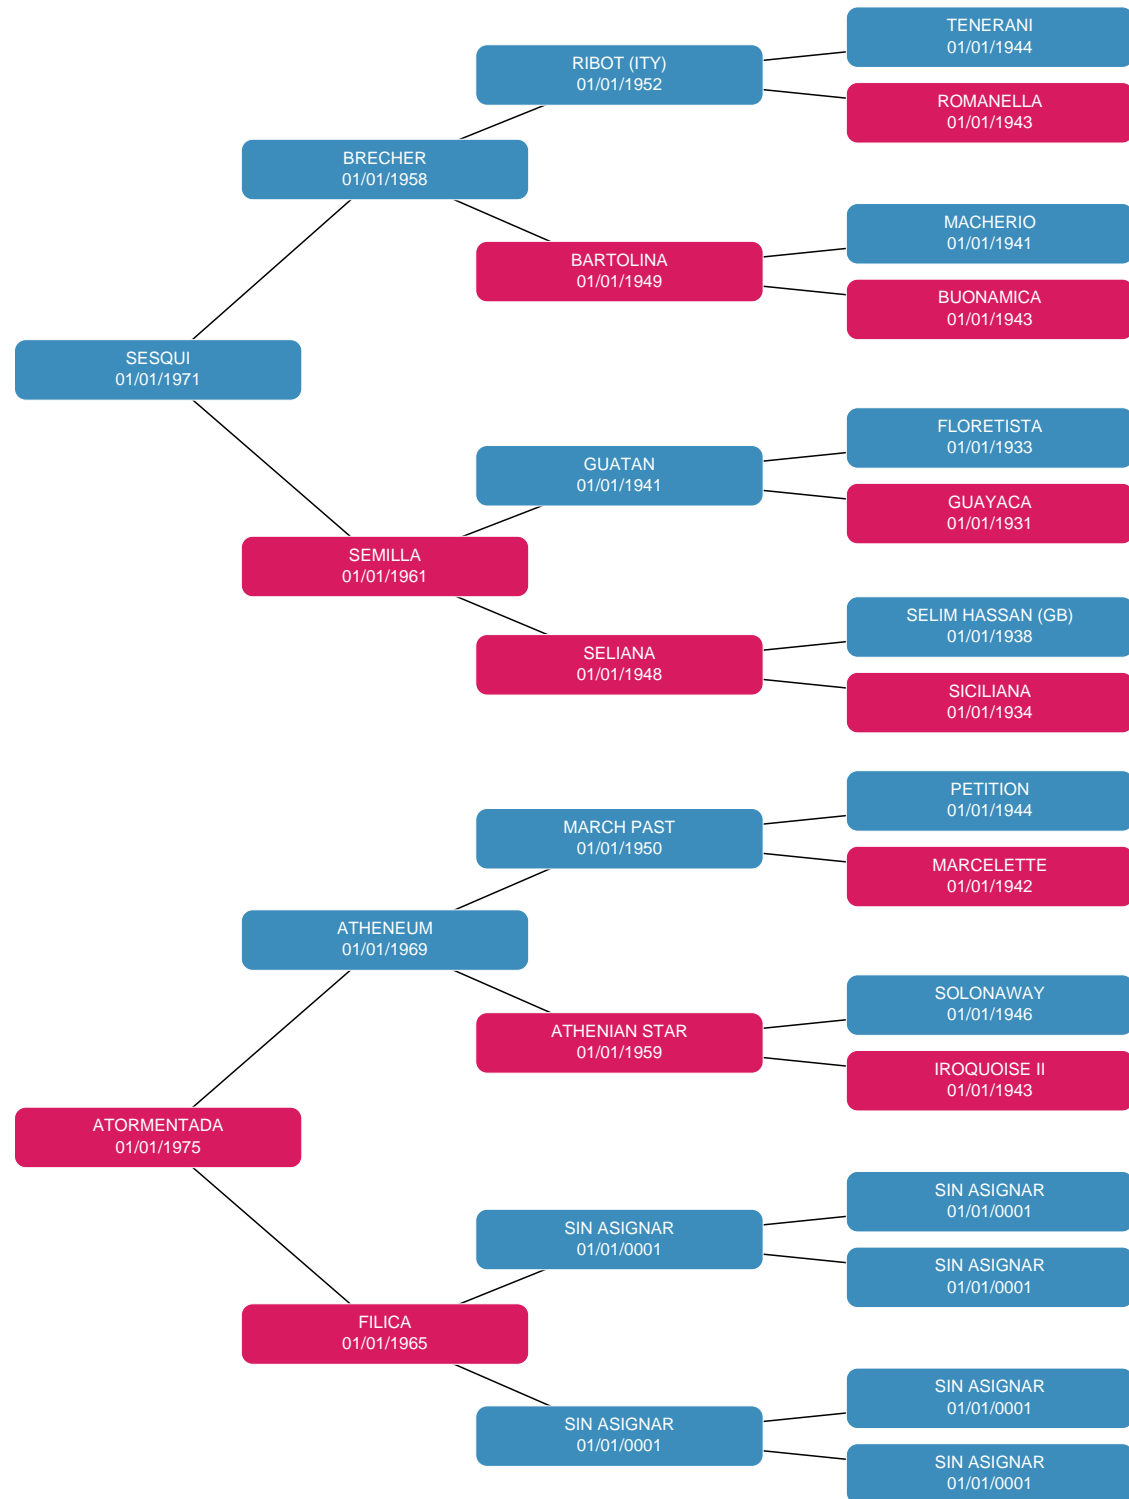 TENERANI
01/01/1944
RIBOT (ITY)
01/01/1952
ROMANELLA
01/01/1943
BRECHER
01/01/1958
MACHERIO
01/01/1941
BARTOLINA
01/01/1949
BUONAMICA
01/01/1943
SESQUI
01/01/1971
FLORETISTA
01/01/1933
GUATAN
01/01/1941
GUAYACA
01/01/1931
SEMILLA
01/01/1961
SELIM HASSAN (GB)
01/01/1938
SELIANA
01/01/1948
SICILIANA
01/01/1934
PETITION
01/01/1944
MARCH PAST
01/01/1950
MARCELETTE
01/01/1942
ATHENEUM
01/01/1969
SOLONAWAY
01/01/1946
ATHENIAN STAR
01/01/1959
IROQUOISE II
01/01/1943
ATORMENTADA
01/01/1975
SIN ASIGNAR
01/01/0001
SIN ASIGNAR
01/01/0001
SIN ASIGNAR
01/01/0001
FILICA
01/01/1965
SIN ASIGNAR
01/01/0001
SIN ASIGNAR
01/01/0001
SIN ASIGNAR
01/01/0001